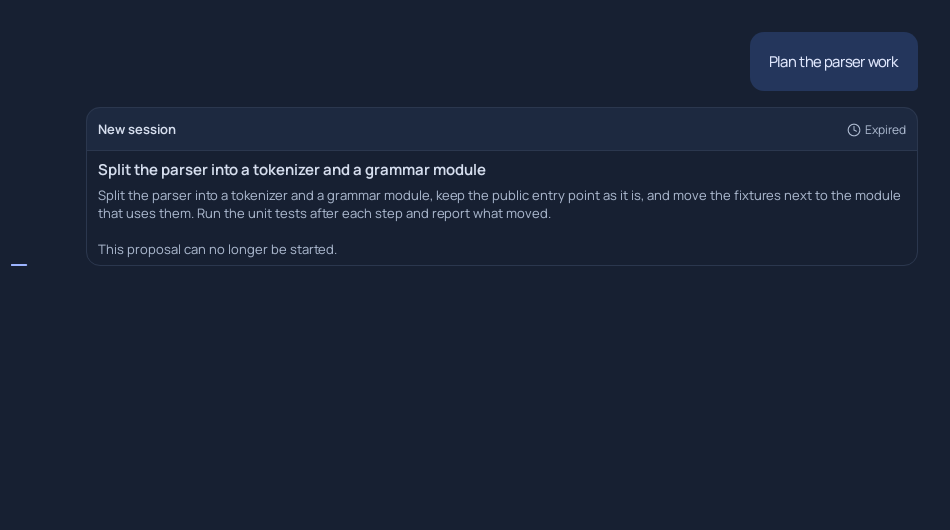 Plan the parser work
New session
Expired
Split the parser into a tokenizer and a grammar module
Split the parser into a tokenizer and a grammar module, keep the public entry point as it is, and move the fixtures next to the module
that uses them. Run the unit tests after each step and report what moved.
This proposal can no longer be started.